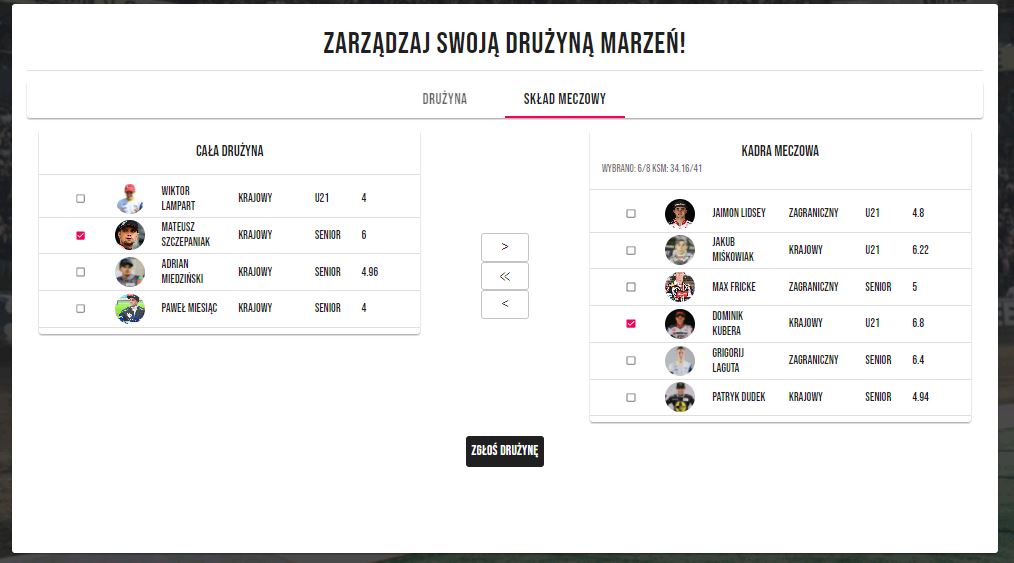 ZARZĄDZAJ SWOJĄ DRUŻYNĄ MARZEŃ!
DRUŻYNA
SKŁAD MECZOWY
CAŁA DRUŻYNA
WIKTOR
LAMPART
KRAJOWY
U21
4
MATEUSZ
SZCZEPANIAK
KRAJOWY
SENIOR
6
ADRIAN
MIEDZIŃSKI
KRAJOWY
SENIOR
4.96
PAWEŁ MIESIĄC
KRAJOWY
SENIOR
4
>
≪
<
KADRA MECZOWA
WYBRANO: 6/8 KSM: 34.16/41
JAIMON LIDSEY
ZAGRANICZNY
U21
4.8
JAKUB
MIŚKOWIAK
KRAJOWY
U21
6.22
MAX FRICKE
ZAGRANICZNY
SENIOR
5
DOMINIK
KUBERA
KRAJOWY
U21
6.8
GRIGORIJ
LAGUTA
ZAGRANICZNY
SENIOR
6.4
PATRYK DUDEK
KRAJOWY
SENIOR
4.94
ZGŁOŚ DRUŻYNĘ